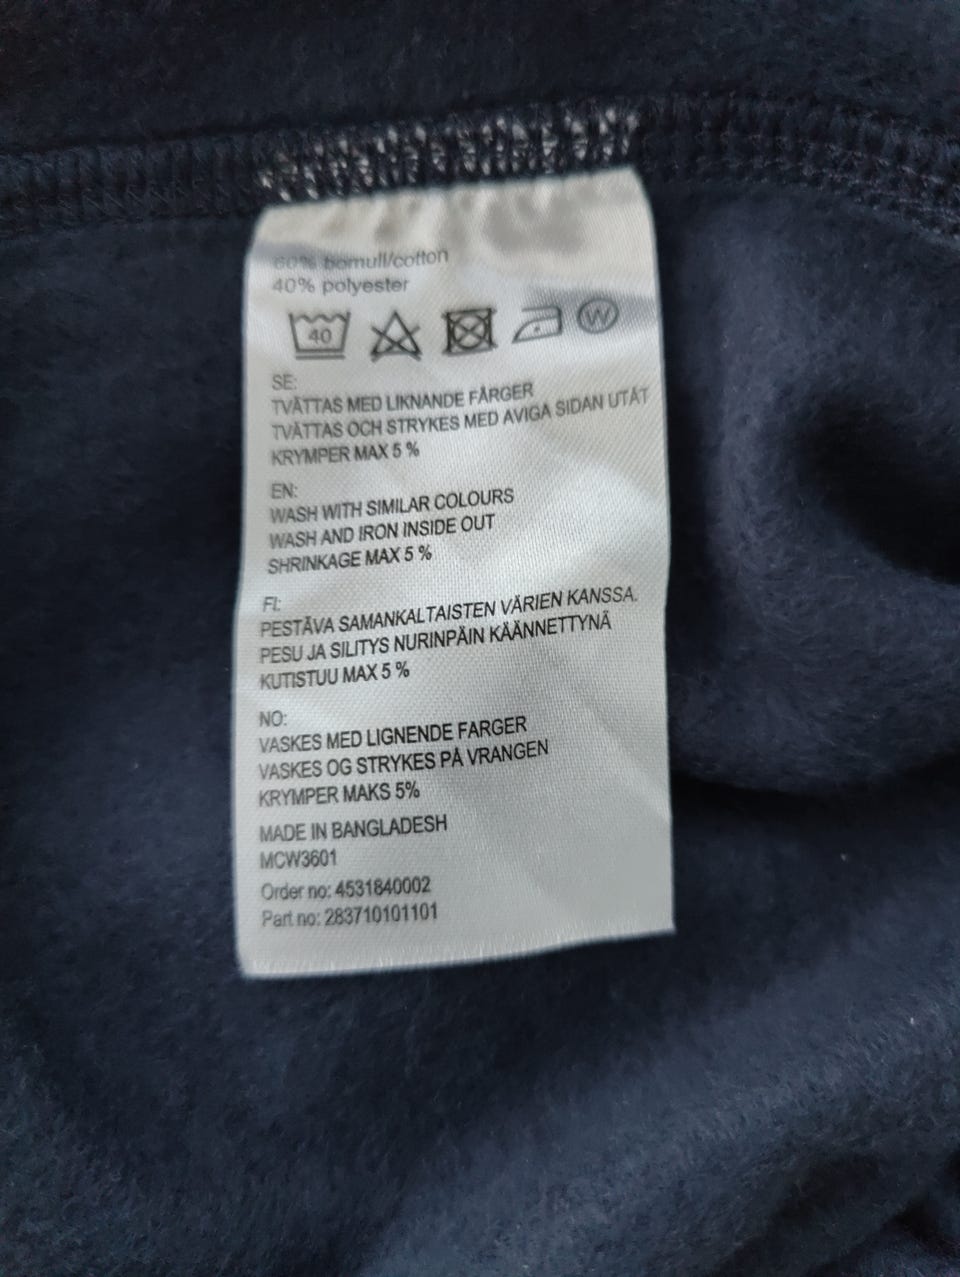 60% bomull/cotton
40% polyester
40 W
SE:
TVÄTTAS MED LIKNANDE FÄRGER
TVÄTTAS OCH STRYKES MED AVIGA SIDAN UTÅT
KRYMPER MAX 5 %
EN:
WASH WITH SIMILAR COLOURS
WASH AND IRON INSIDE OUT
SHRINKAGE MAX 5 %
FI:
PESTÄVA SAMANKALTAISTEN VÄRIEN KANSSA.
PESU JA SILITYS NURINPÄIN KÄÄNNETTYNÄ
KUTISTUU MAX 5 %
NO:
VASKES MED LIGNENDE FARGER
VASKES OG STRYKES PÅ VRANGEN
KRYMPER MAKS 5%
MADE IN BANGLADESH
MCW3601
Order no: 4531840002
Part no: 283710101101